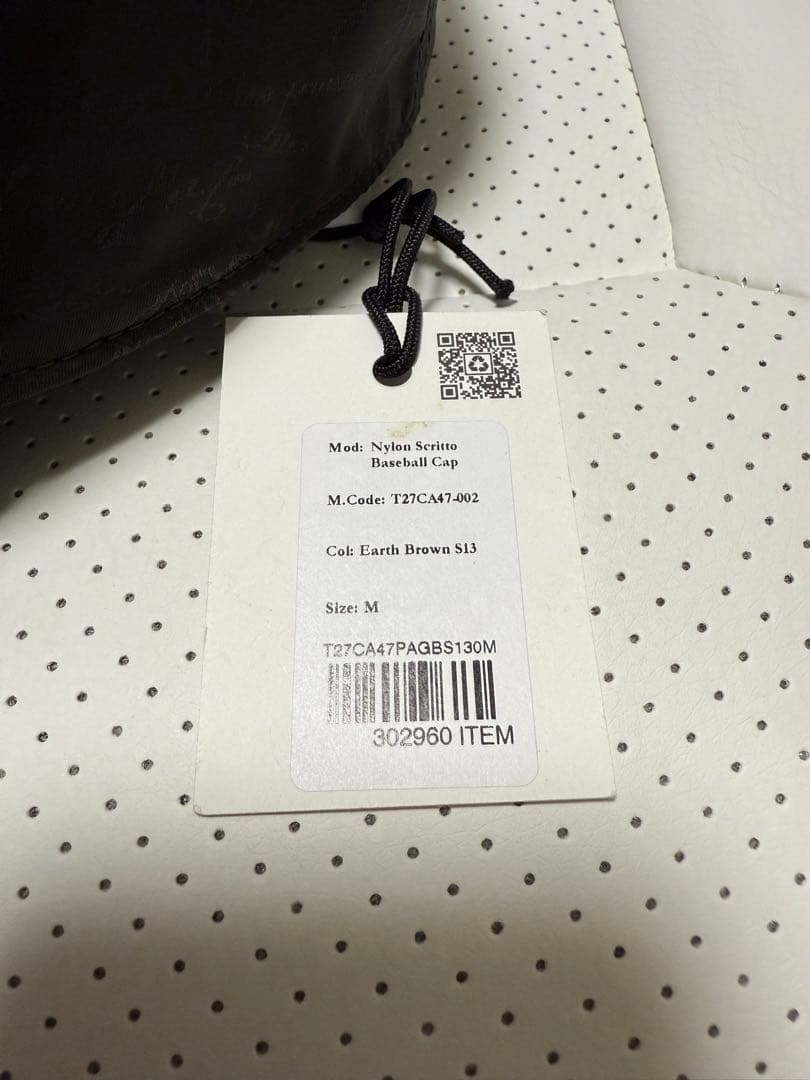 Mod: Nylon Scritto
Baseball Cap
M.Code: T27CA47-002
Col: Earth Brown S13
Size: M
T27CA47PAGBS130M
302960 ITEM